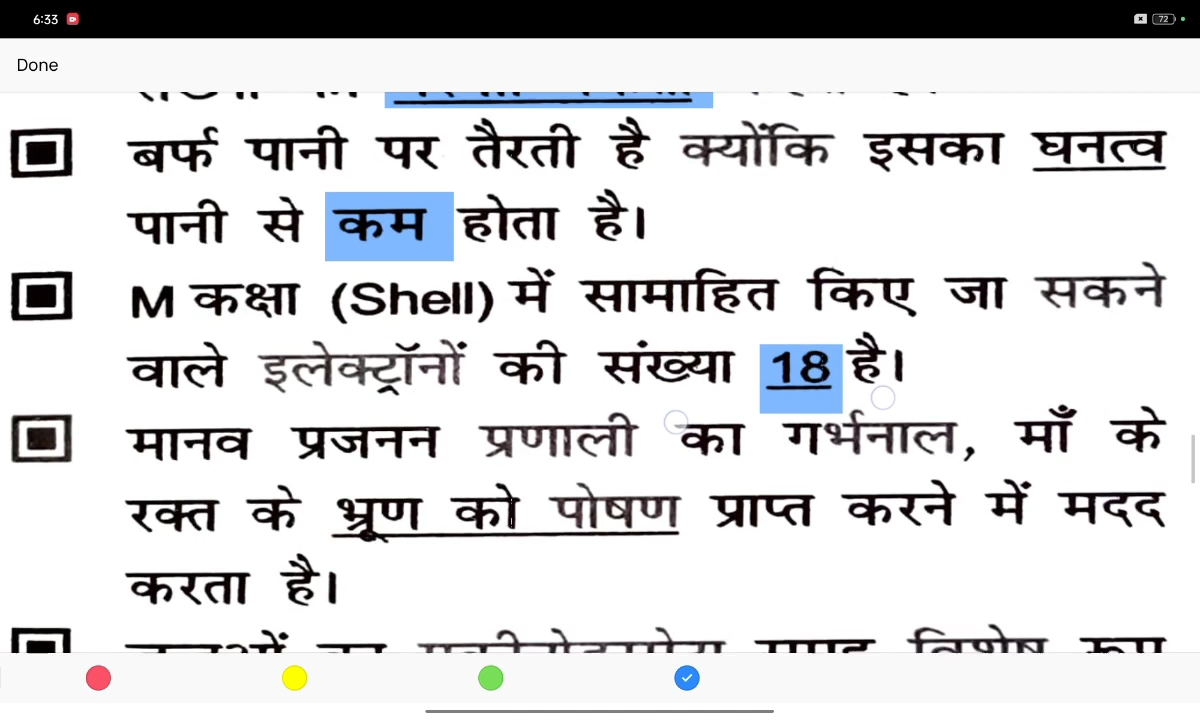 6:33
72
Done
बर्फ पानी पर तैरती है क्योंकि इसका घनत्व
पानी से कम होता है।
M कक्षा (Shell) में सामाहित किए जा सकने
वाले इलेक्ट्रॉनों की संख्या 18 है।
मानव प्रजनन प्रणाली का गर्भनाल, माँ के
रक्त के भ्रूण को पोषण प्राप्त करने में मदद
करता है।